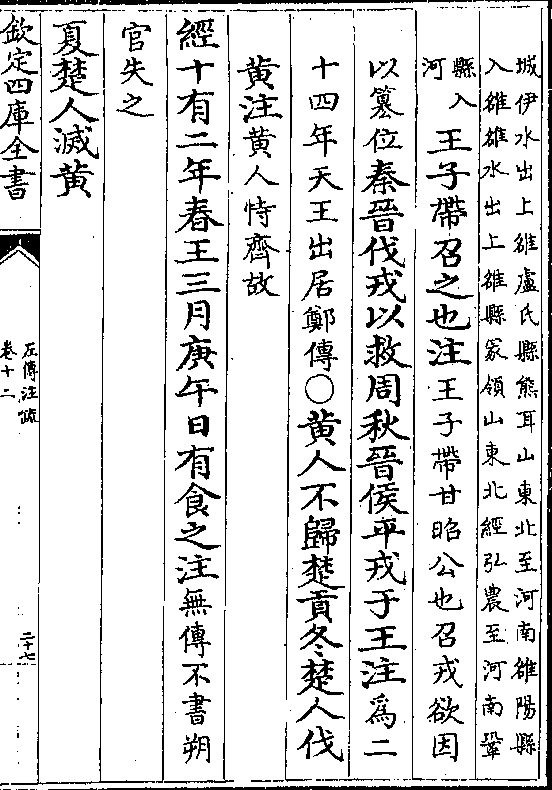 城伊水出上雒盧氏縣熊耳山東北至河南雒陽縣
入雒雒水出上雒縣冡領山東北經弘農至河南鞏
縣入
河
王子帶召之也注王子帶甘昭公也召戎欲因
以篡位秦晉伐戎以救周秋晉侯平戎于王注爲二
十四年天王出居鄭傳○黄人不歸楚貢冬楚人伐
黄注黄人恃齊故
經十有二年春王三月庚午日有食之注無傳不書朔
官失之
夏楚人滅黄
欽定四庫全書
左傳注疏
卷十二
二十七